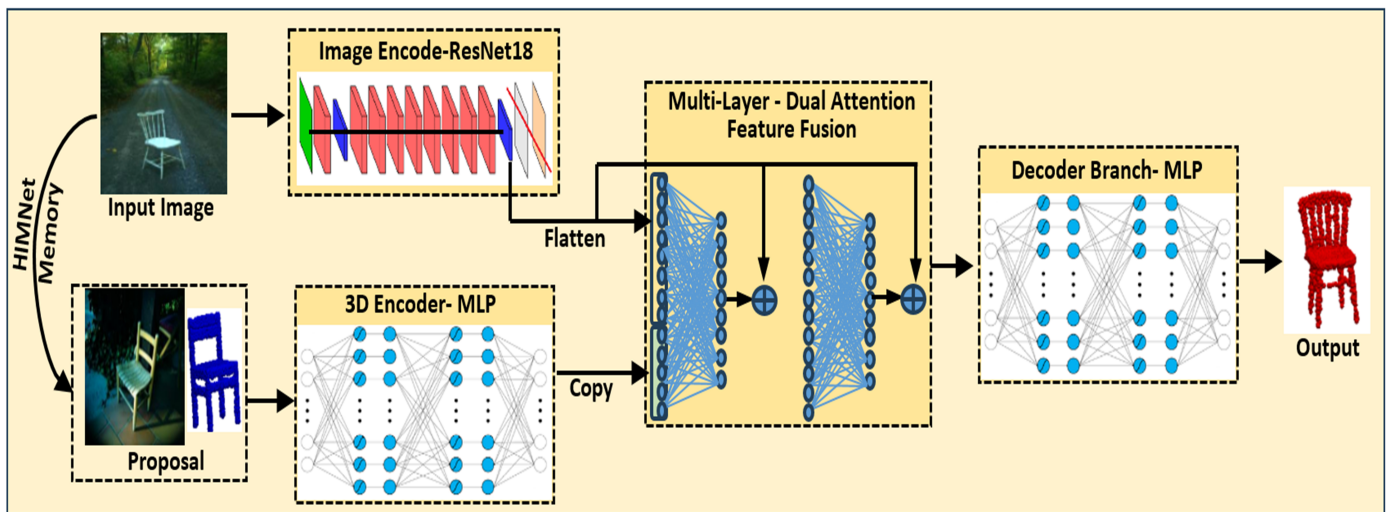 Image Encode-ResNet18
Input Image
HIMNet
Memory
Multi-Layer - Dual Attention
Feature Fusion
Flatten
Decoder Branch- MLP
Output
3D Encoder- MLP
Copy
Proposal